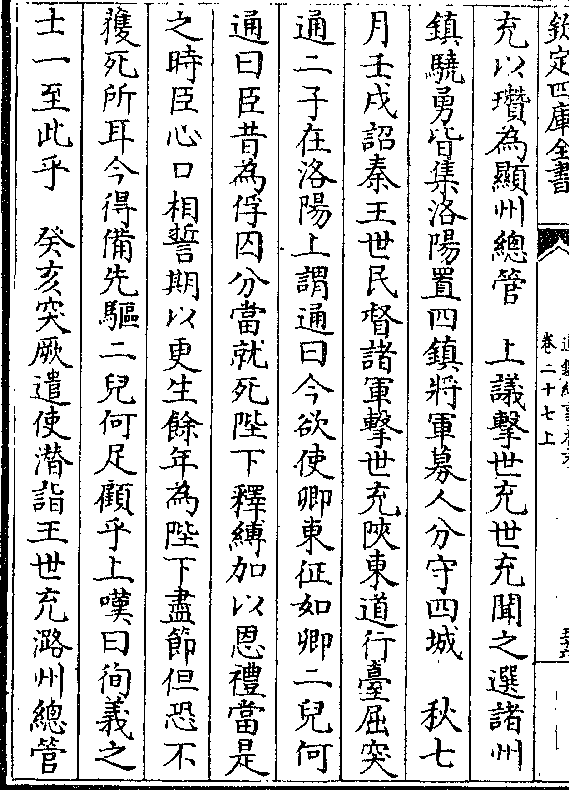 欽定四庫全書
卷二十七上
充以瓚為顯州總管　上議擊世充世充聞之選諸州
鎮驍勇皆集洛陽置四鎮將軍募人分守四城　秋七
月壬戌詔秦王世民督諸軍擊世充陜東道行臺屈突
通二子在洛陽上謂通曰今欲使卿東征如卿二兒何
通曰臣昔為俘囚分當就死陛下釋縛加以恩禮當是
之時臣心口相誓期以更生餘年為陛下盡節但恐不
獲死所耳今得備先驅二兒何足顧乎上嘆曰徇義之
士一至此乎　癸亥突厥遣使潜詣王世充潞州總管